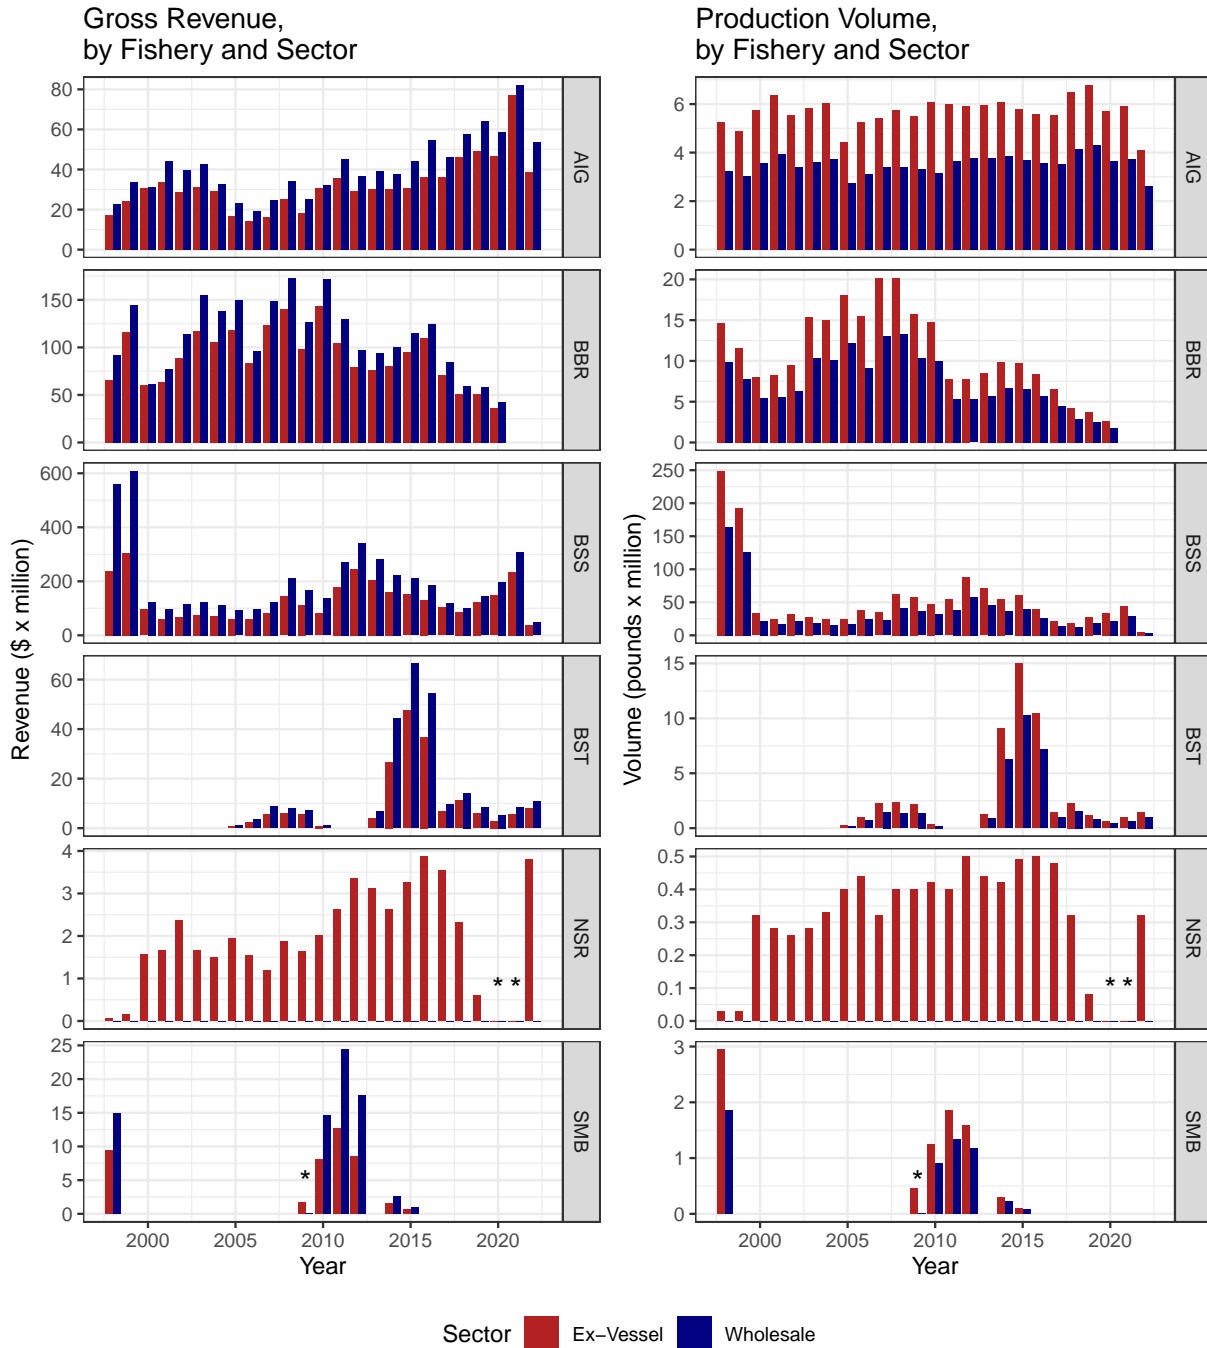 Gross Revenue,
by Fishery and Sector
Revenue ($ x million)
80
60
40
20
0
AIG
150
100
50
0
BBR
600
400
200
0
BSS
60
40
20
0
BST
4
3
2
1
0
* *
NSR
25
20
15
10
5
0
*
SMB
2000 2005 2010 2015 2020
Year
Production Volume,
by Fishery and Sector
Volume (pounds x million)
6
4
2
0
AIG
20
15
10
5
0
BBR
250
200
150
100
50
0
BSS
15
10
5
0
BST
0.5
0.4
0.3
0.2
0.1
0.0
* *
NSR
3
2
1
0
*
SMB
2000 2005 2010 2015 2020
Year
Sector Ex−Vessel Wholesale